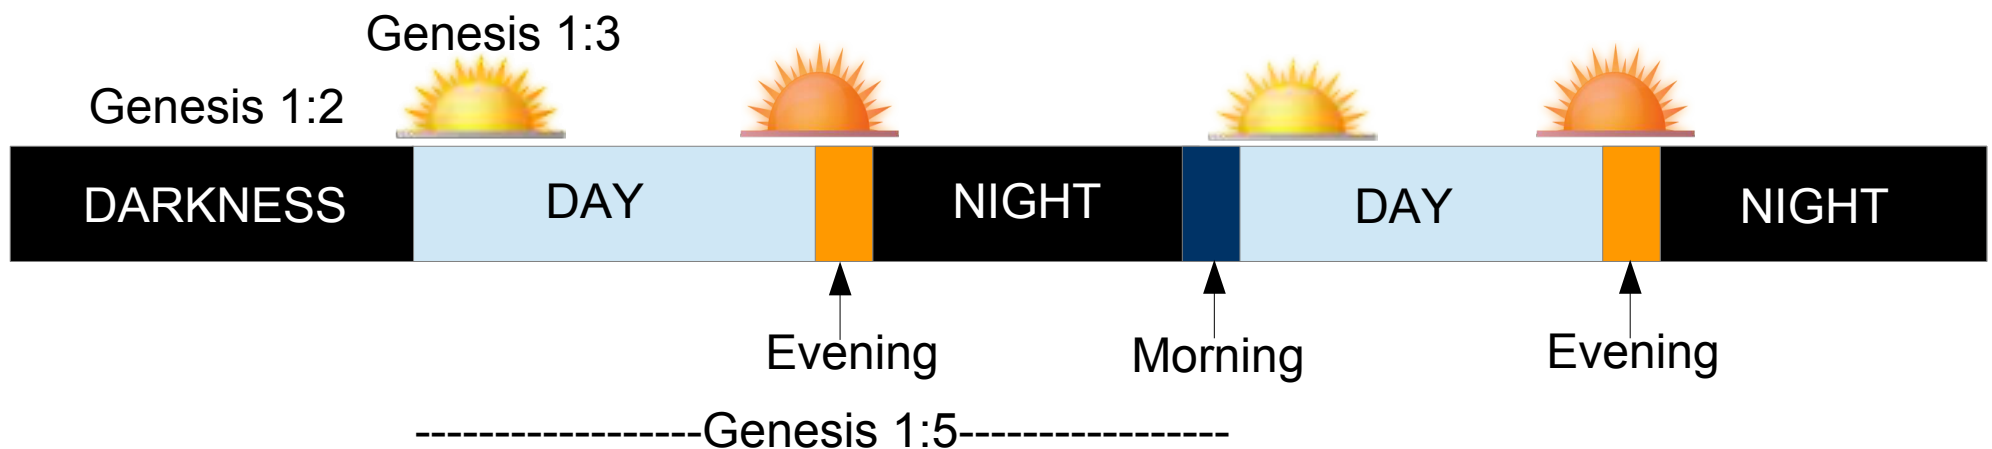 Genesis 1:3
Genesis 1:2
DARKNESS DAY NIGHT DAY NIGHT
Evening Morning Evening
-----------------Genesis 1:5----------------